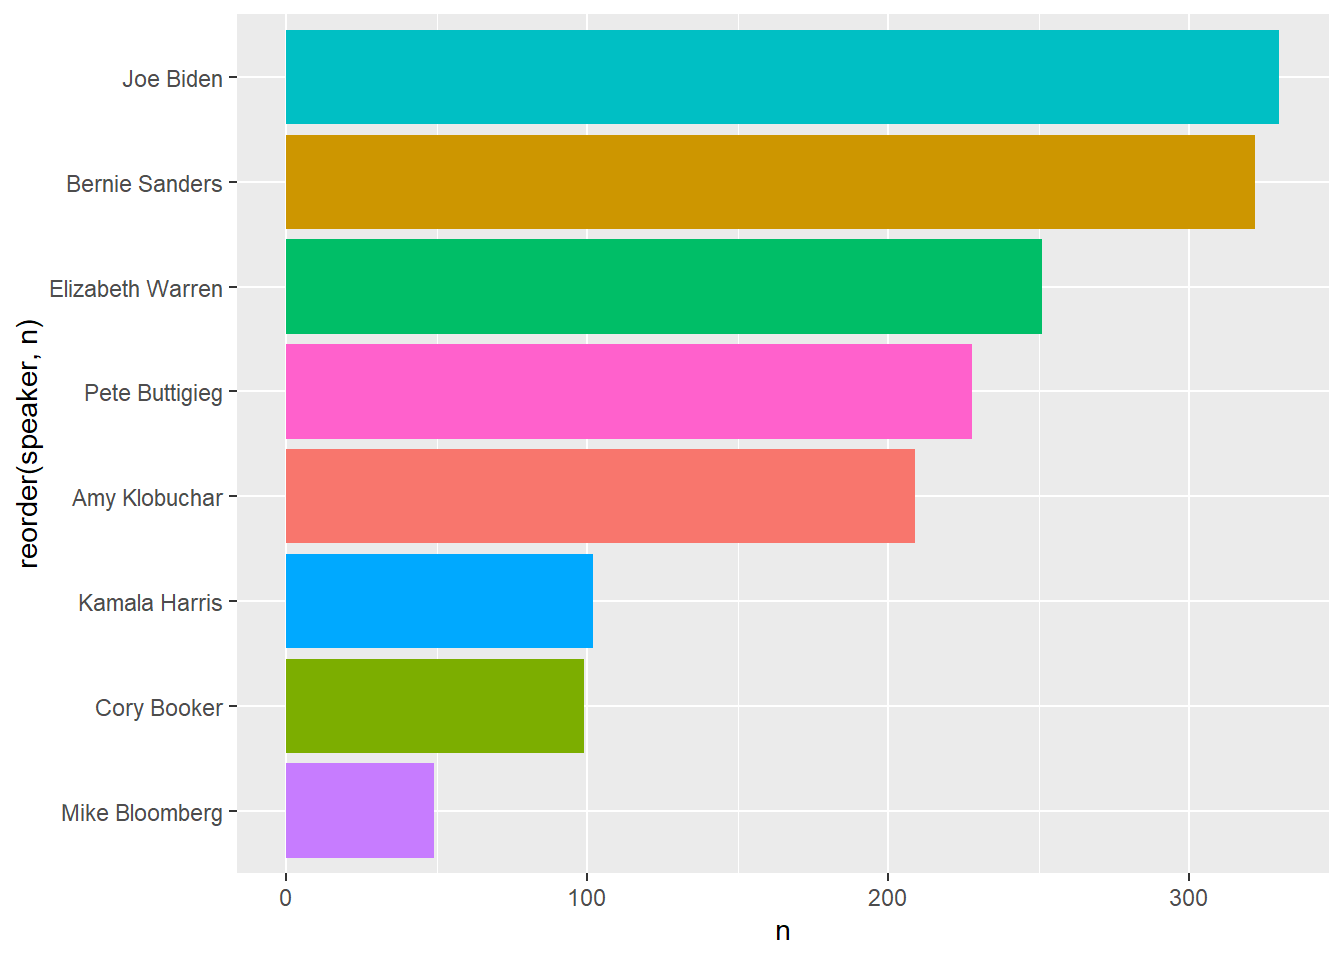 Joe Biden
Bernie Sanders
Elizabeth Warren
Pete Buttigieg
Amy Klobuchar
Kamala Harris
Cory Booker
Mike Bloomberg
reorder(speaker, n)
0 100 200 300
n